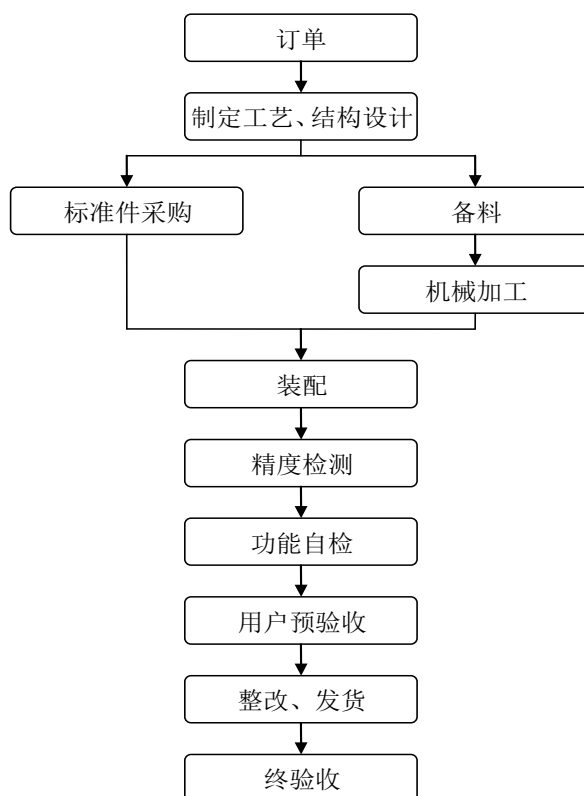 订单
制定工艺、结构设计
标准件采购
备料
机械加工
装配
精度检测
功能自检
用户预验收
整改、发货
终验收